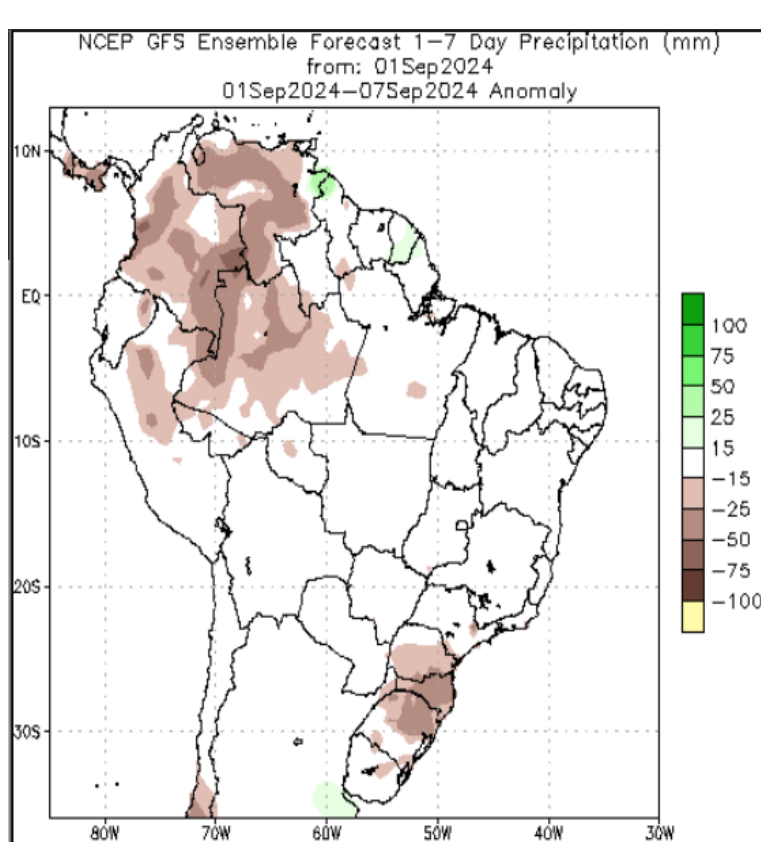 NCEP GFS Ensemble Forecast 1-7 Day Precipitation (mm)
from: 01Sep2024
01Sep2024-07Sep2024 Anomaly
10N
EQ
10S
20S
30S
80W 70W 60W 50W 40W 30W
100
75
50
25
15
-15
-25
-50
-75
-100